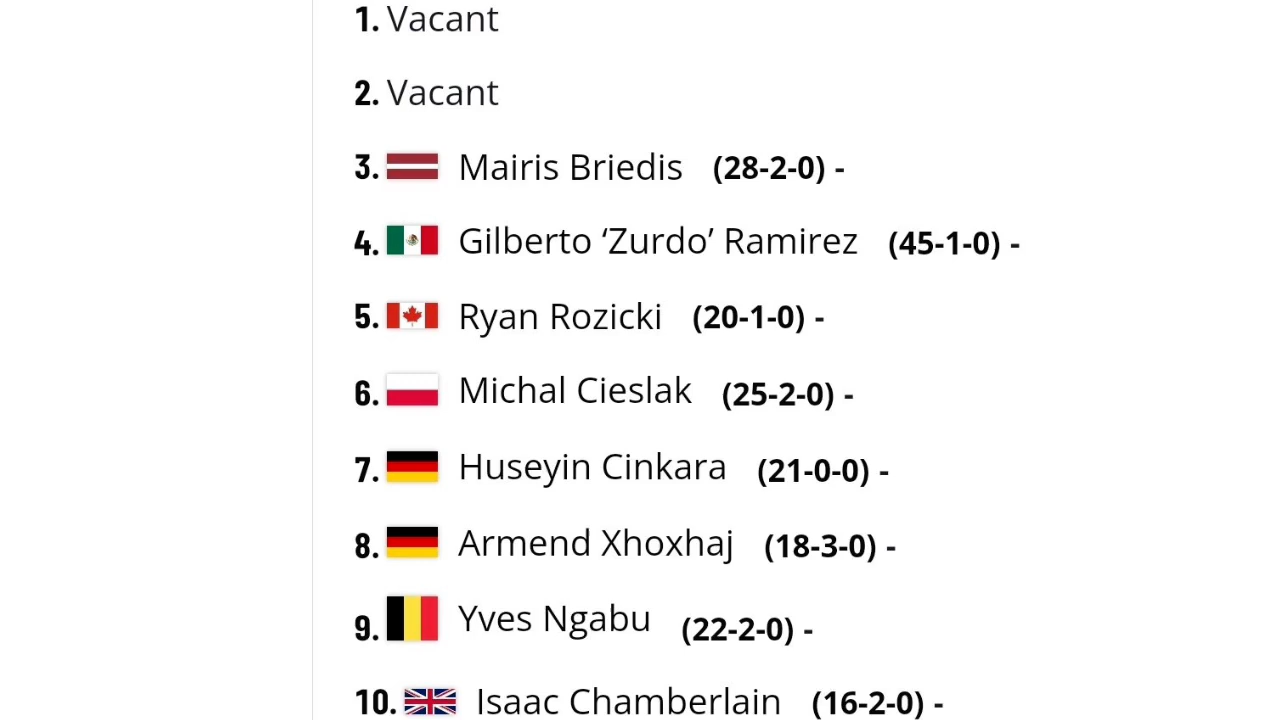 1. Vacant
2. Vacant
3. Mairis Briedis (28-2-0) -
4. Gilberto ‘Zurdo’ Ramirez (45-1-0) -
5. Ryan Rozicki (20-1-0) -
6. Michal Cieslak (25-2-0) -
7. Huseyin Cinkara (21-0-0) -
8. Armend Xhoxhaj (18-3-0) -
9. Yves Ngabu (22-2-0) -
10. Isaac Chamberlain (16-2-0) -